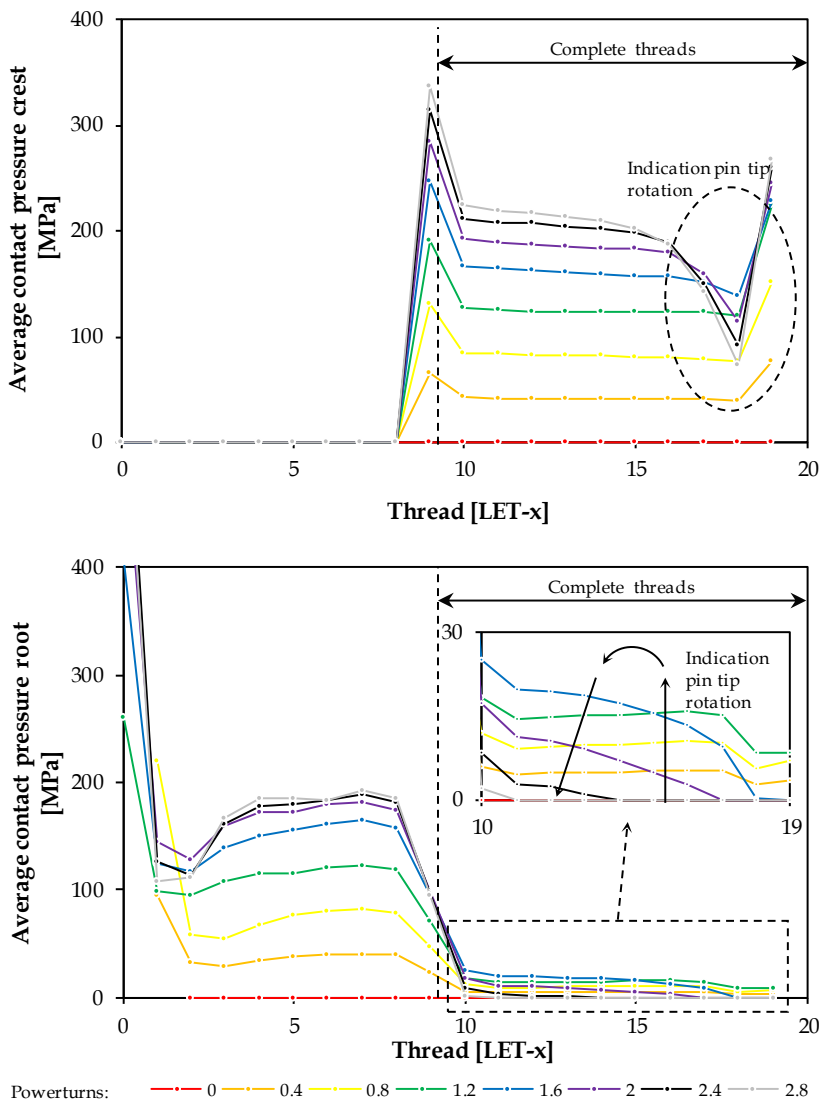 Average contact pressure crest
[MPa]
400
300
200
100
0
Complete threads
Indication pin tip
rotation
0
5
10
15
20
Thread [LET-x]
Average contact pressure root
[MPa]
400
300
200
100
0
Complete threads
30
0
10
19
Indication
pin tip
rotation
0
5
10
15
20
Thread [LET-x]
Powerturns: 0 0.4 0.8 1.2 1.6 2 2.4 2.8